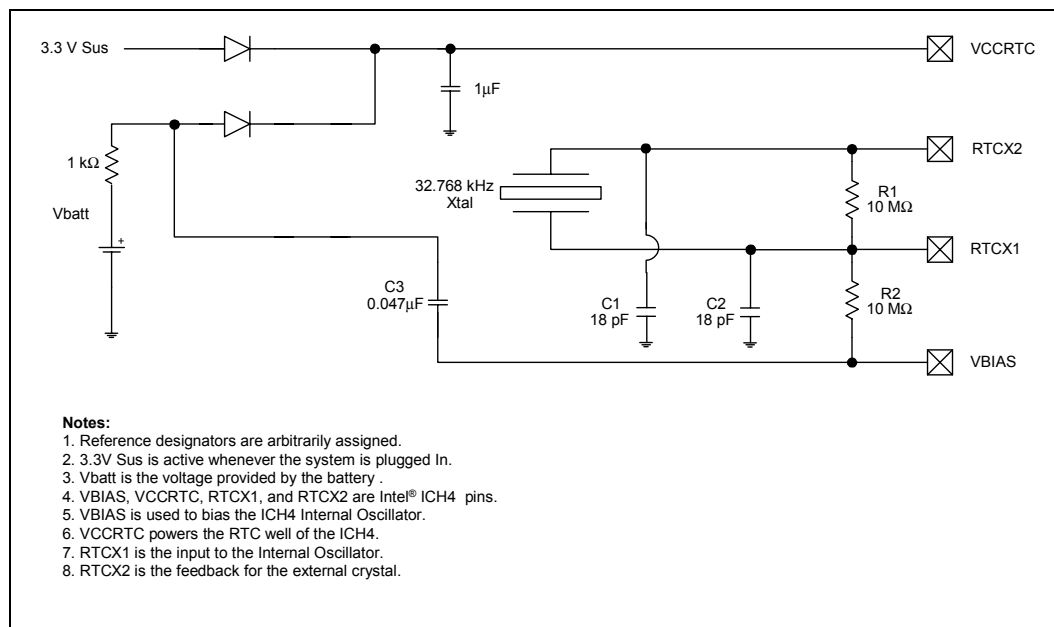 3.3 V Sus
VCCRTC
1µF
1 kΩ
RTCX2
32.768 kHz
Xtal
R1
10 MΩ
Vbatt
+
RTCX1
C3
0.047µF
C1
18 pF
C2
18 pF
R2
10 MΩ
VBIAS
Notes:
1. Reference designators are arbitrarily assigned.
2. 3.3V Sus is active whenever the system is plugged In.
3. Vbatt is the voltage provided by the battery .
4. VBIAS, VCCRTC, RTCX1, and RTCX2 are Intel® ICH4 pins.
5. VBIAS is used to bias the ICH4 Internal Oscillator.
6. VCCRTC powers the RTC well of the ICH4.
7. RTCX1 is the input to the Internal Oscillator.
8. RTCX2 is the feedback for the external crystal.